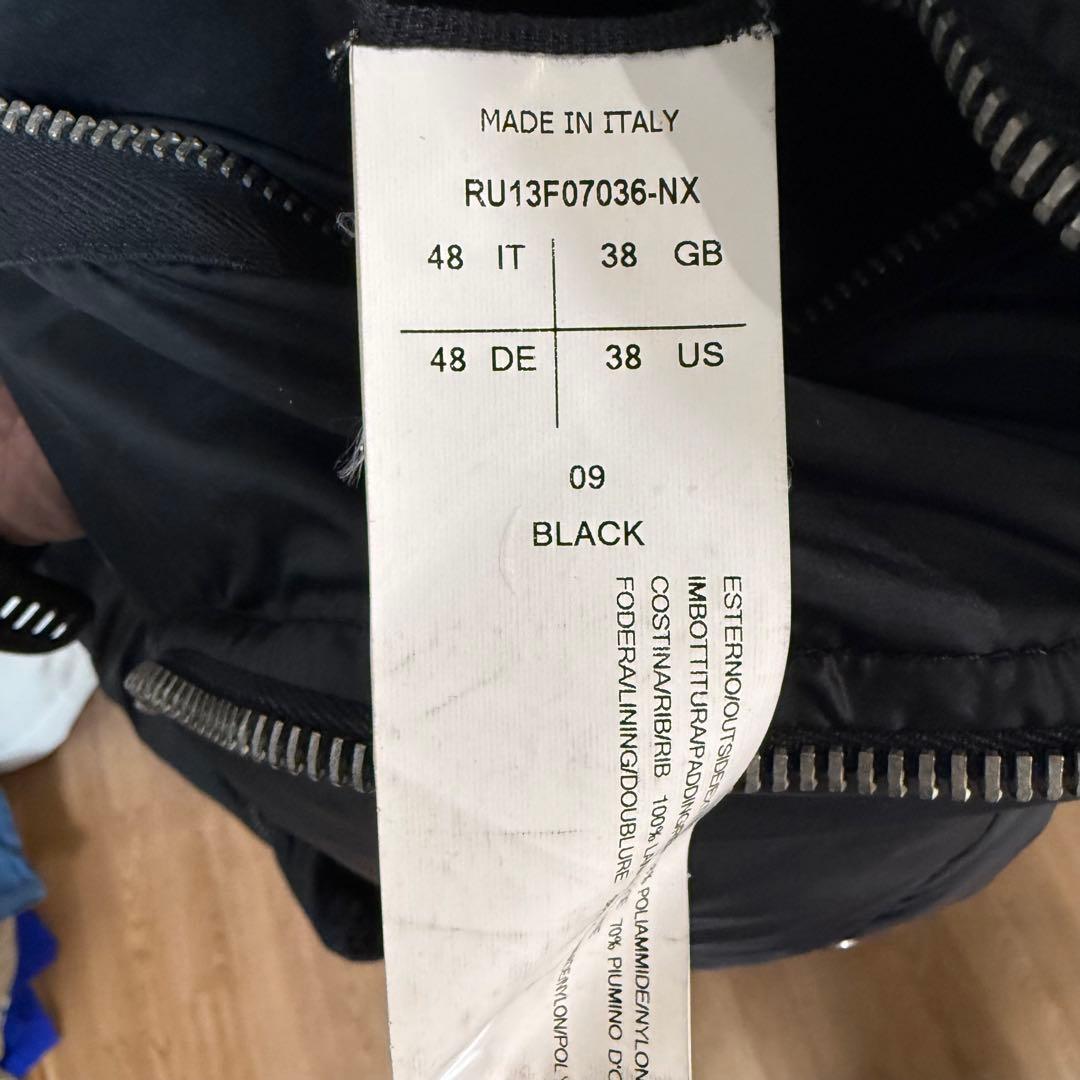 MADE IN ITALY
RU13F07036-NX
48 IT 38 GB
48 DE 38 US
09
BLACK
ESTERNO/OUTSIDE/
IMBOTTITURA/PADDING/
COSTINA/RIB/RIB 100%
FODERA/LINING/DOUBLURE
POLIAMMIDE/NYLON
70% PIUMINO D'O